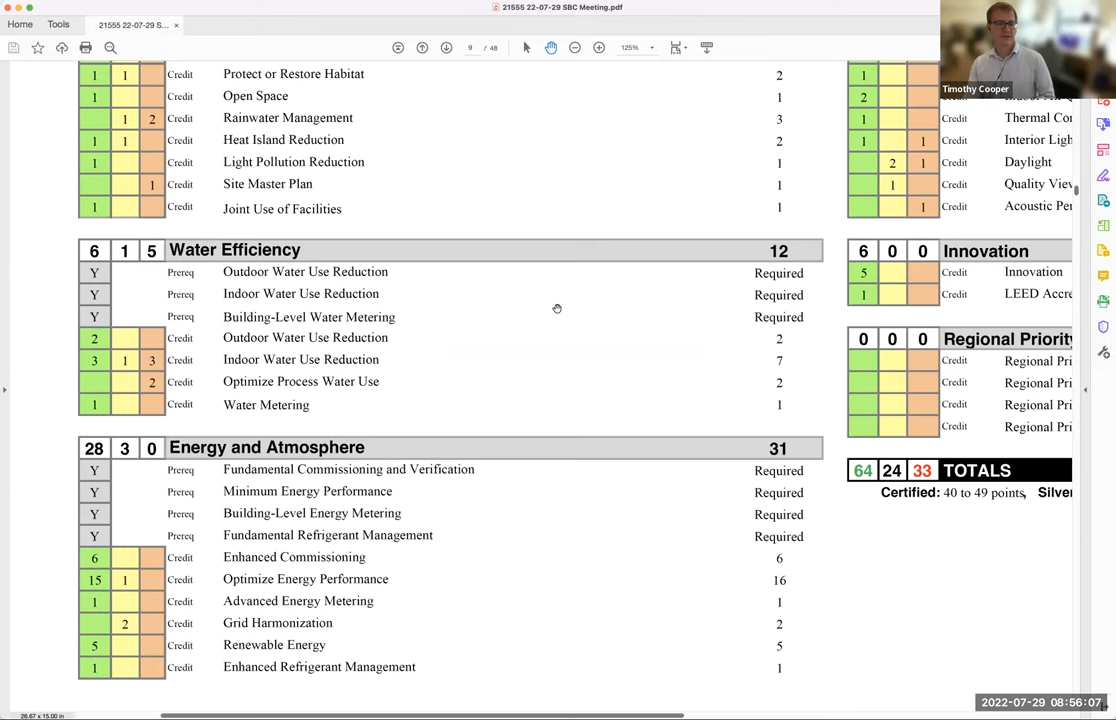 21555 22-07-29 SBC Meeting.pdf
Home Tools 21555 22-07-29 S... ×
9 / 48 125%
Timothy Cooper
1 1 Credit Protect or Restore Habitat 2
1 Credit Open Space 1
1 2 Credit Rainwater Management 3
1 1 Credit Heat Island Reduction 2
1 Credit Light Pollution Reduction 1
1 Credit Site Master Plan 1
1 Credit Joint Use of Facilities 1
6 1 5 Water Efficiency 12
Y Prereq Outdoor Water Use Reduction Required
Y Prereq Indoor Water Use Reduction Required
Y Prereq Building-Level Water Metering Required
2 Credit Outdoor Water Use Reduction 2
3 1 3 Credit Indoor Water Use Reduction 7
2 Credit Optimize Process Water Use 2
1 Credit Water Metering 1
28 3 0 Energy and Atmosphere 31
Y Prereq Fundamental Commissioning and Verification Required
Y Prereq Minimum Energy Performance Required
Y Prereq Building-Level Energy Metering Required
Y Prereq Fundamental Refrigerant Management Required
6 Credit Enhanced Commissioning 6
15 1 Credit Optimize Energy Performance 16
1 Credit Advanced Energy Metering 1
2 Credit Grid Harmonization 2
5 Credit Renewable Energy 5
1 Credit Enhanced Refrigerant Management 1
1
2
1 Credit Thermal Cor
1 1 Credit Interior Ligh
2 1 Credit Daylight
1 Credit Quality View
1 Credit Acoustic Per
6 0 0 Innovation
5 Credit Innovation
1 Credit LEED Accre
0 0 0 Regional Priority
Credit Regional Pri
Credit Regional Pri
Credit Regional Pri
Credit Regional Pri
64 24 33 TOTALS
Certified: 40 to 49 points, Silver
26.67 x 15.00 in
2022-07-29 08:56:07